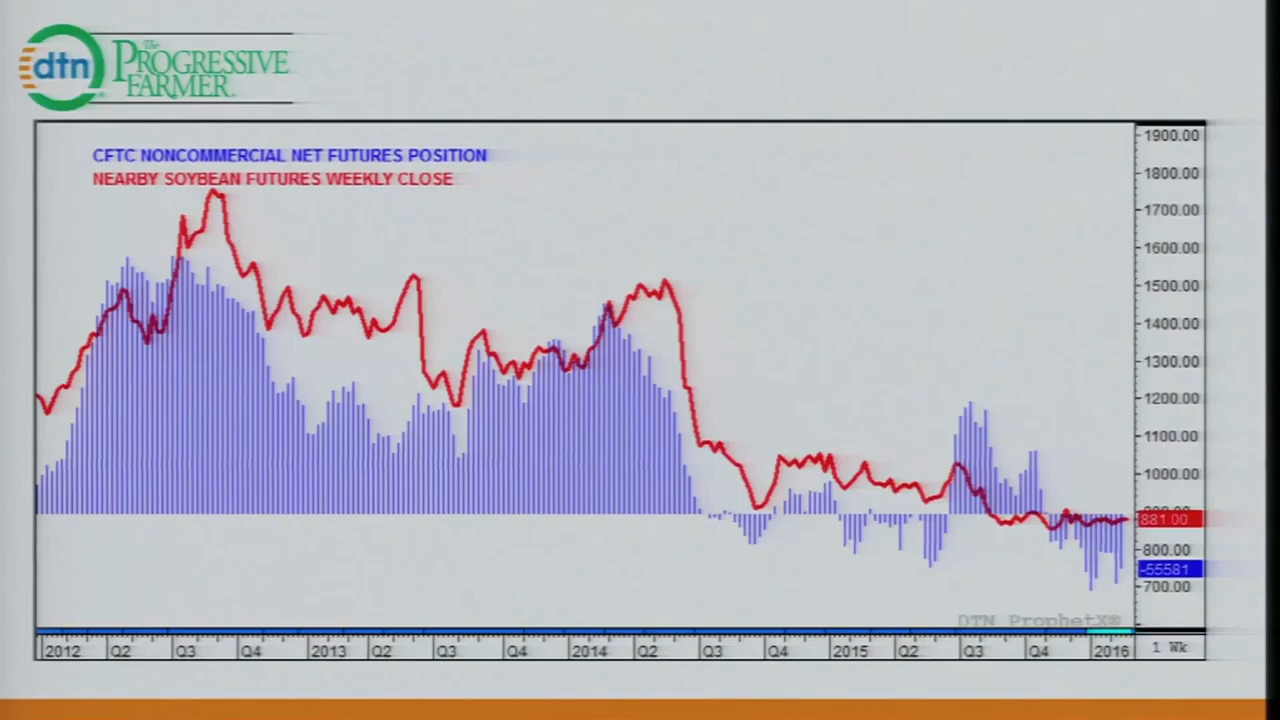 dtn
The
PROGRESSIVE
FARMER
CFTC NONCOMMERCIAL NET FUTURES POSITION
NEARBY SOYBEAN FUTURES WEEKLY CLOSE
1900.00
1800.00
1700.00
1600.00
1500.00
1400.00
1300.00
1200.00
1100.00
1000.00
881.00
800.00
-55581
700.00
DTN ProphetX®
2012 Q2 Q3 Q4 2013 Q2 Q3 Q4 2014 Q2 Q3 Q4 2015 Q2 Q3 Q4 2016 1 Wk